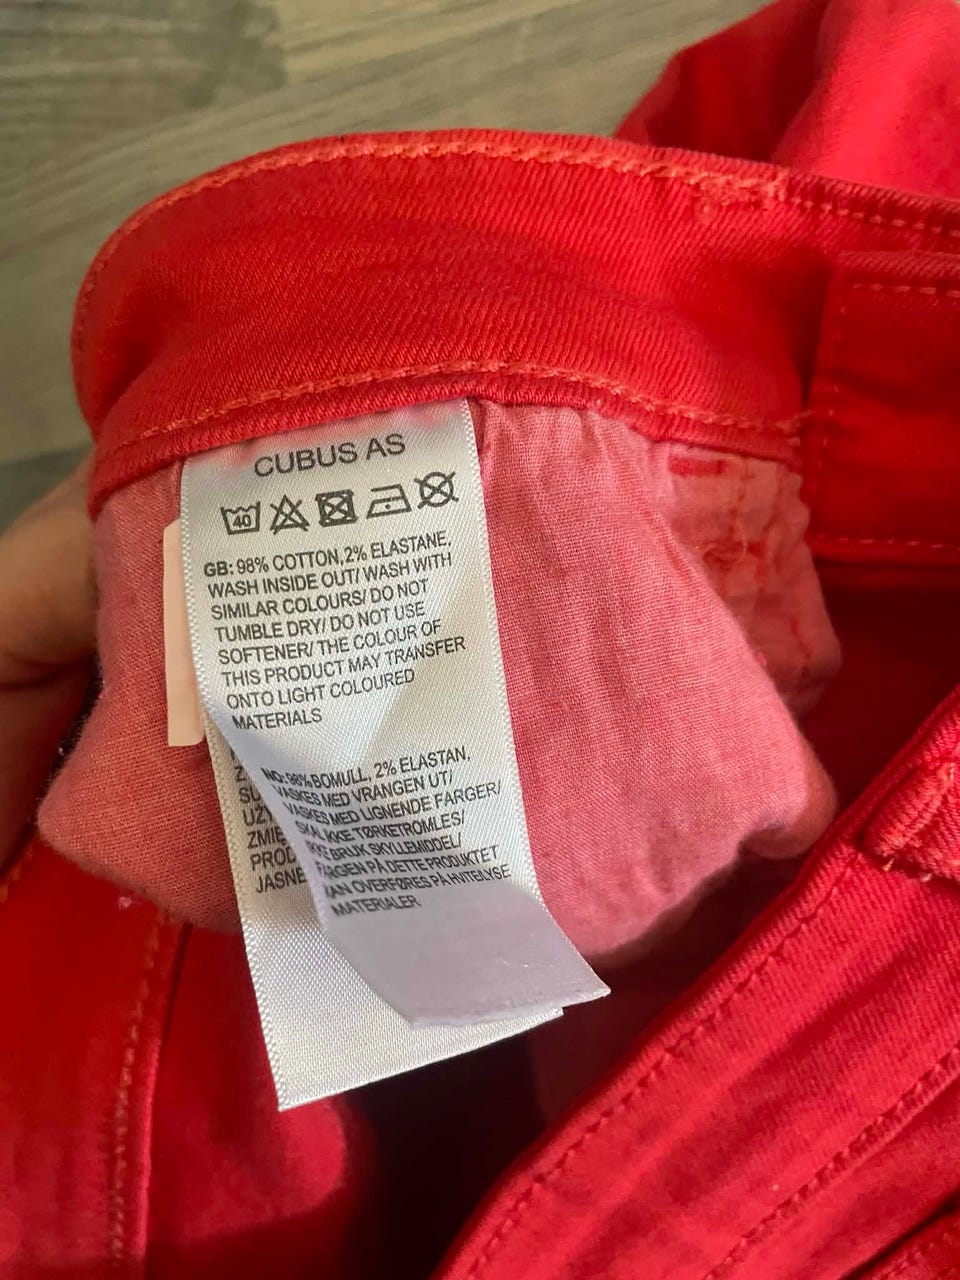 CUBUS AS
40
GB: 98% COTTON, 2% ELASTANE,
WASH INSIDE OUT/ WASH WITH
SIMILAR COLOURS/ DO NOT
TUMBLE DRY/ DO NOT USE
SOFTENER/ THE COLOUR OF
THIS PRODUCT MAY TRANSFER
ONTO LIGHT COLOURED
MATERIALS
NO: 98% BOMULL, 2% ELASTAN,
VASKES MED VRANGEN UT/
VASKES MED LIGNENDE FARGER/
SKAL IKKE TØRKETROMLES/
IKKE BRUK SKYLLEMIDDEL/
FARGEN PÅ DETTE PRODUKTET
KAN OVERFØRES PÅ HVITE/LYSE
MATERIALER
JASNE